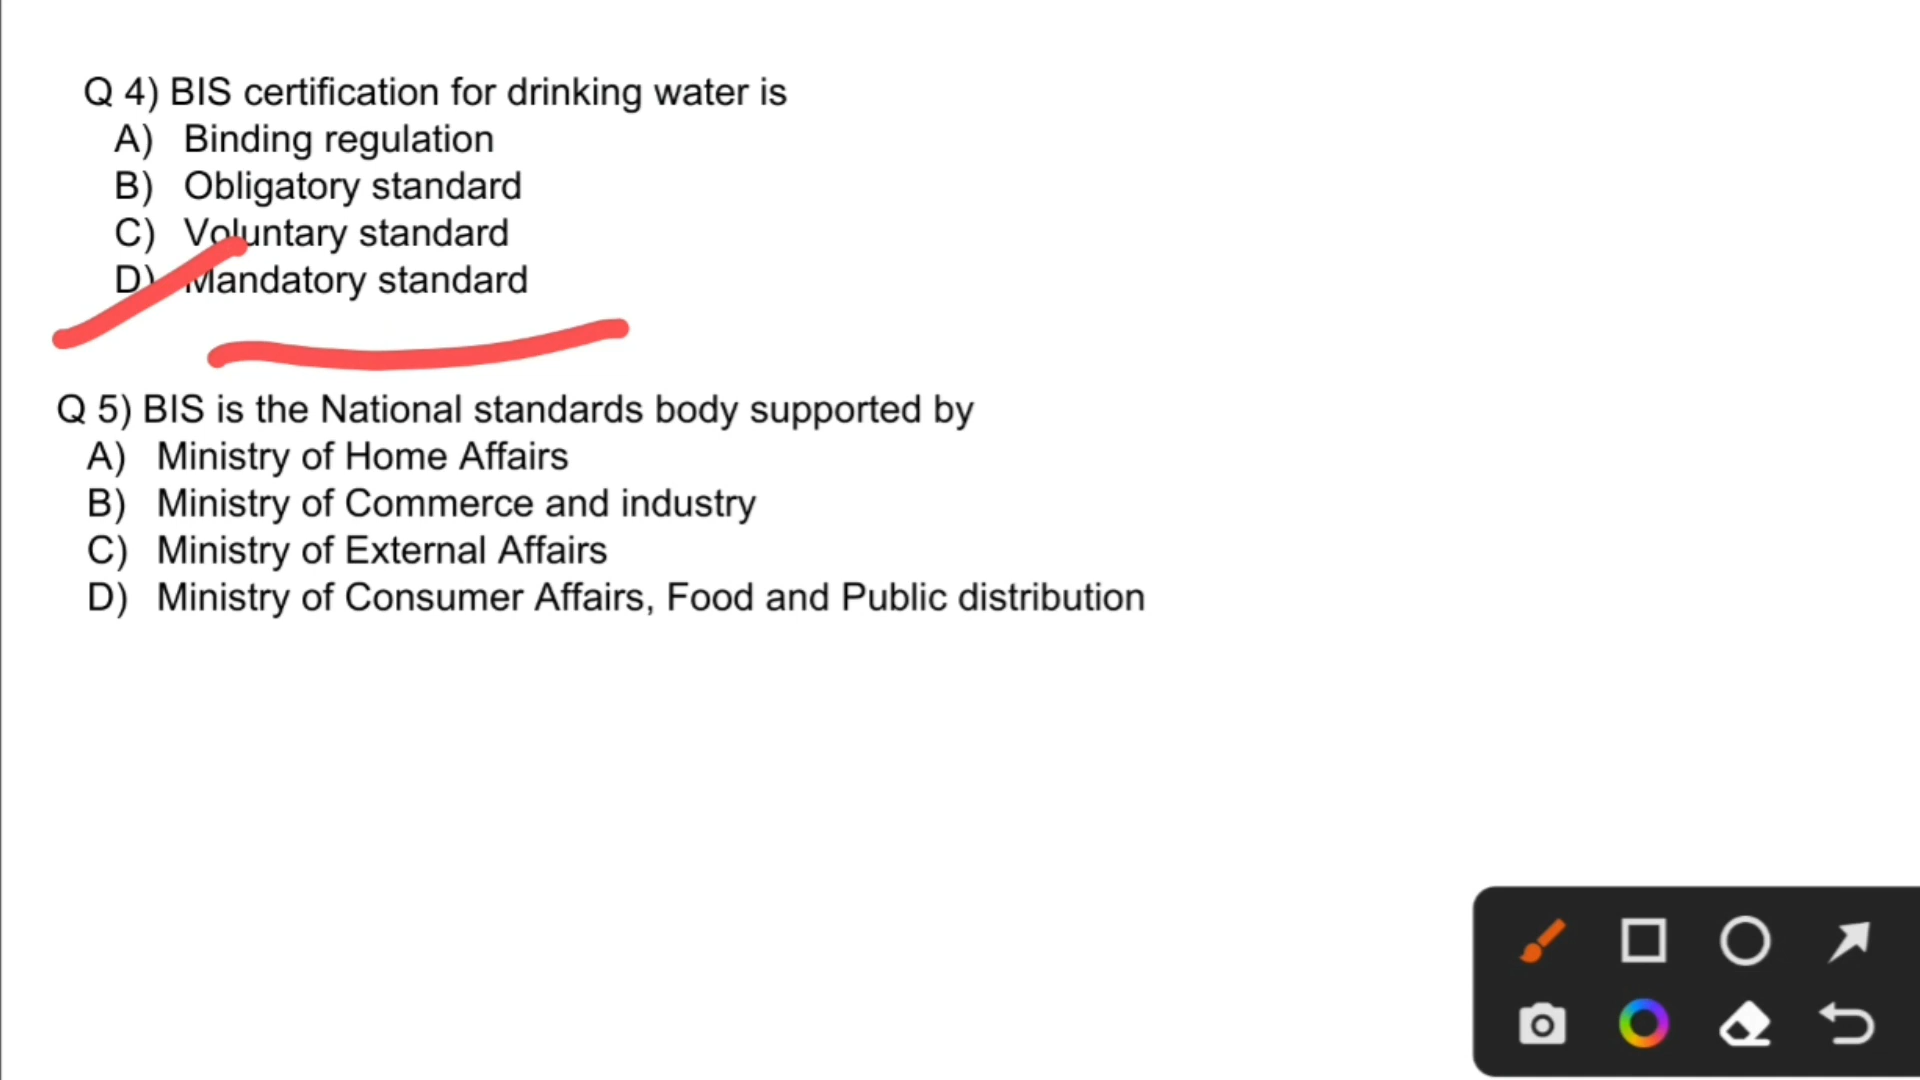 Q 4) BIS certification for drinking water is
A) Binding regulation
B) Obligatory standard
C) Voluntary standard
D) Mandatory standard
Q 5) BIS is the National standards body supported by
A) Ministry of Home Affairs
B) Ministry of Commerce and industry
C) Ministry of External Affairs
D) Ministry of Consumer Affairs, Food and Public distribution